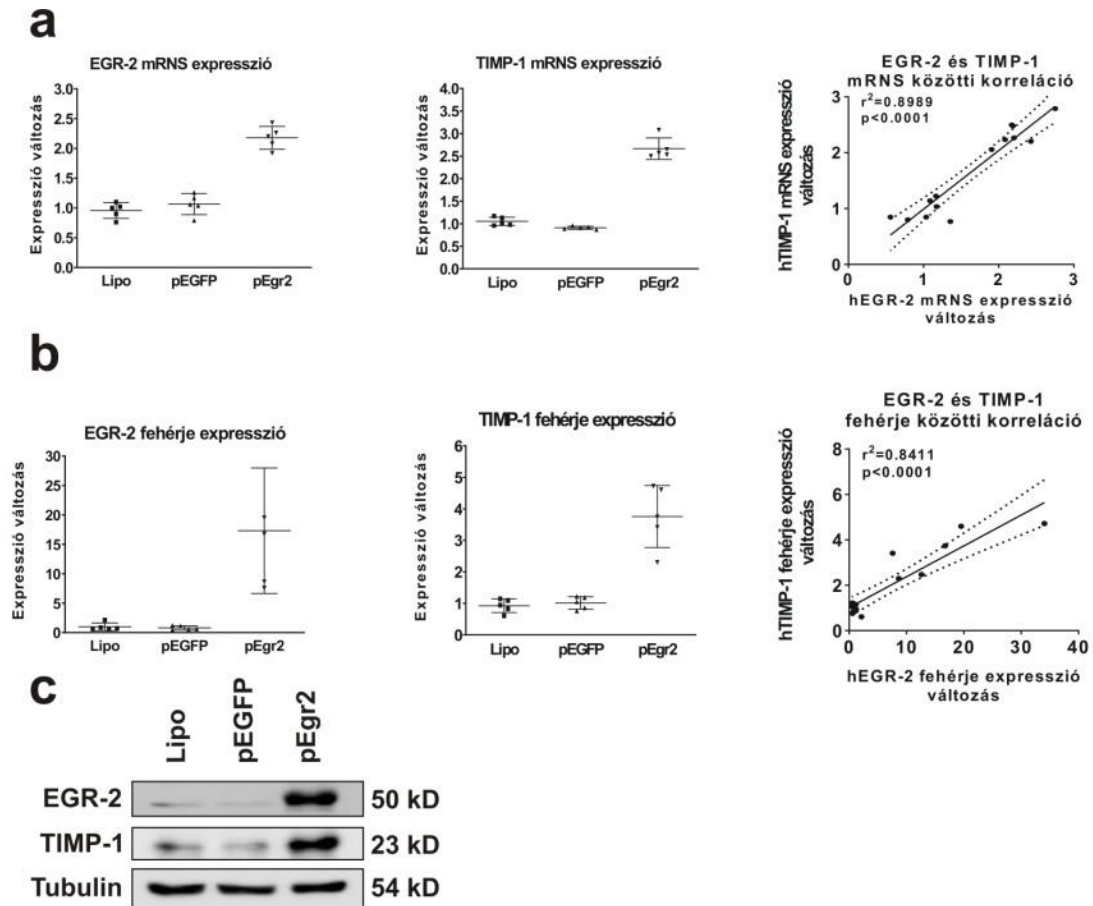 a
EGR-2 mRNS expresszió
Expresszió változás
3.0
2.5
2.0
1.5
1.0
0.5
0.0
Lipo pEGFP pEgr2
TIMP-1 mRNS expresszió
Expresszió változás
4.0
3.5
3.0
2.5
2.0
1.5
1.0
0.5
0.0
Lipo pEGFP pEgr2
EGR-2 és TIMP-1
mRNS közötti korreláció
r²=0.8989
p<0.0001
hTIMP-1 mRNS expresszió
változás
3
2
1
0
0 1 2 3
hEGR-2 mRNS expresszió
változás
b
EGR-2 fehérje expresszió
Expresszió változás
30
25
20
15
10
5
0
Lipo pEGFP pEgr2
TIMP-1 fehérje expresszió
Expresszió változás
6
5
4
3
2
1
0
Lipo pEGFP pEgr2
EGR-2 és TIMP-1
fehérje közötti korreláció
r²=0.8411
p<0.0001
hTIMP-1 fehérje expresszió
változás
8
6
4
2
0
0 10 20 30 40
hEGR-2 fehérje expresszió
változás
c
Lipo
pEGFP
pEgr2
EGR-2 50 kD
TIMP-1 23 kD
Tubulin 54 kD